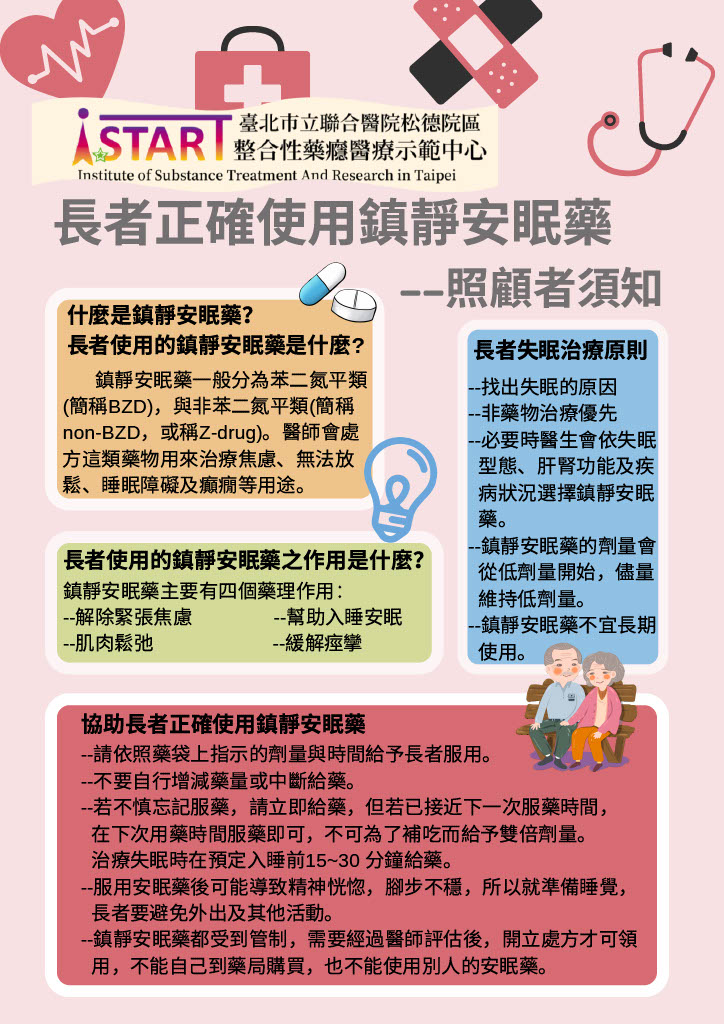 iSTART
臺北市立聯合醫院松德院區
整合性藥癮醫療示範中心
Institute of Substance Treatment And Research in Taipei
長者正確使用鎮靜安眠藥
--照顧者須知
什麼是鎮靜安眠藥?
長者使用的鎮靜安眠藥是什麼?
鎮靜安眠藥一般分為苯二氮平類
(簡稱BZD)，與非苯二氮平類(簡稱
non-BZD，或稱Z-drug)。醫師會處
方這類藥物用來治療焦慮、無法放
鬆、睡眠障礙及癲癇等用途。
長者失眠治療原則
--找出失眠的原因
--非藥物治療優先
--必要時醫生會依失眠
型態、肝腎功能及疾
病狀況選擇鎮靜安眠
藥。
--鎮靜安眠藥的劑量會
從低劑量開始，儘量
維持低劑量。
--鎮靜安眠藥不宜長期
使用。
長者使用的鎮靜安眠藥之作用是什麼?
鎮靜安眠藥主要有四個藥理作用：
--解除緊張焦慮 --幫助入睡安眠
--肌肉鬆弛 --緩解痙攣
協助長者正確使用鎮靜安眠藥
--請依照藥袋上指示的劑量與時間給予長者服用。
--不要自行增減藥量或中斷給藥。
--若不慎忘記服藥，請立即給藥，但若已接近下一次服藥時間，
在下次用藥時間服藥即可，不可為了補吃而給予雙倍劑量。
治療失眠時在預定入睡前15~30 分鐘給藥。
--服用安眠藥後可能導致精神恍惚，腳步不穩，所以就準備睡覺，
長者要避免外出及其他活動。
--鎮靜安眠藥都受到管制，需要經過醫師評估後，開立處方才可領
用，不能自己到藥局購買，也不能使用別人的安眠藥。